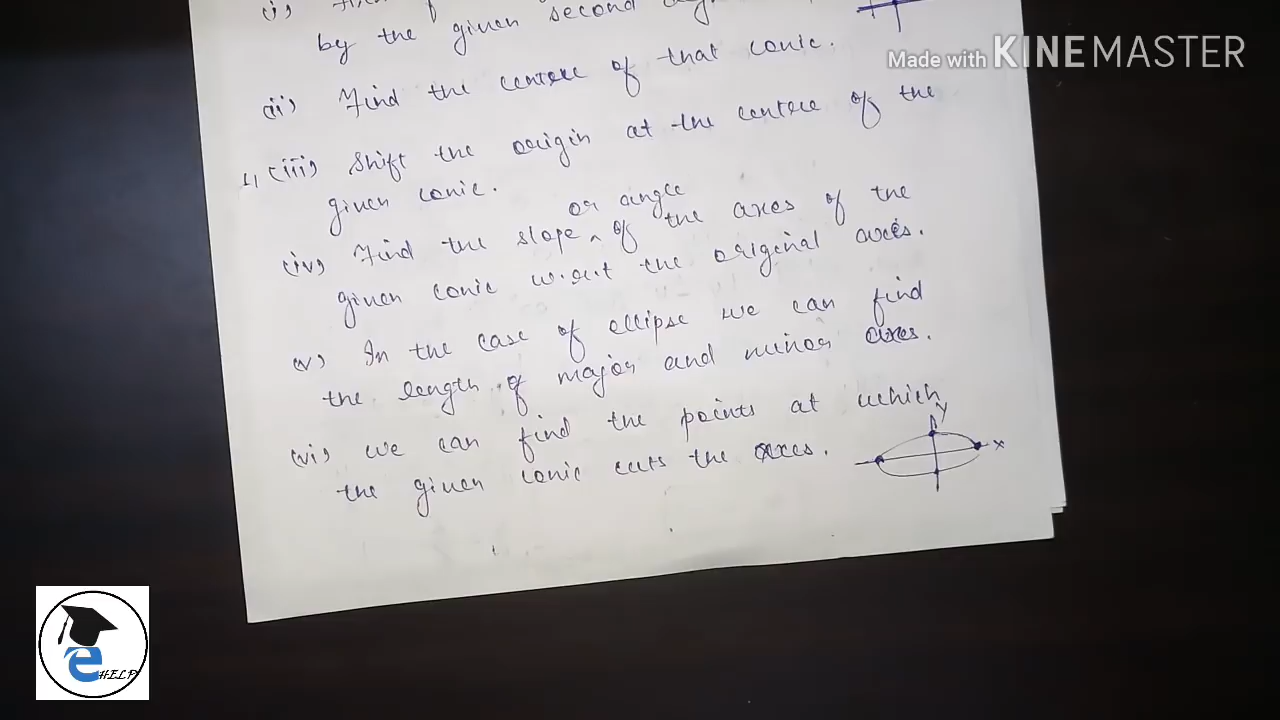 (i)
by the given second
Made with KINEMASTER
(ii) Find the centre of that conic.
(iii) Shift the origin at the centre of the
given conic.
or angle
(iv) Find the slope ^ of the axes of the
given conic w.r.t the original axes.
(v) In the case of ellipse we can find
the length of major and minor axes.
(vi) we can find the points at which
the given conic cuts the axes.
y
x
e
HELP